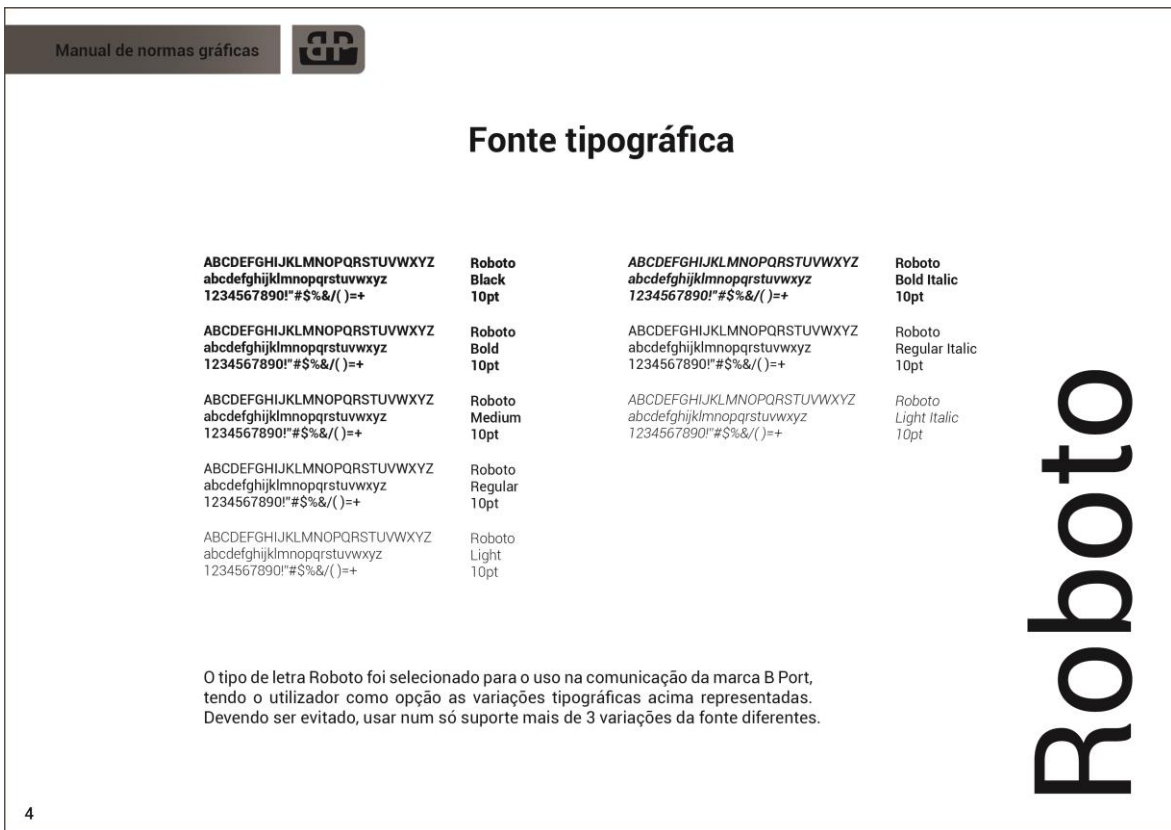 Manual de normas gráficas
BP
Fonte tipográfica
ABCDEFGHIJKLMNOPQRSTUVWXYZ
abcdefghijklmnopqrstuvwxyz
1234567890!"#$%&/( )=+
Roboto
Black
10pt
ABCDEFGHIJKLMNOPQRSTUVWXYZ
abcdefghijklmnopqrstuvwxyz
1234567890!"#$%&/( )=+
Roboto
Bold
10pt
ABCDEFGHIJKLMNOPQRSTUVWXYZ
abcdefghijklmnopqrstuvwxyz
1234567890!"#$%&/( )=+
Roboto
Medium
10pt
ABCDEFGHIJKLMNOPQRSTUVWXYZ
abcdefghijklmnopqrstuvwxyz
1234567890!"#$%&/( )=+
Roboto
Regular
10pt
ABCDEFGHIJKLMNOPQRSTUVWXYZ
abcdefghijklmnopqrstuvwxyz
1234567890!"#$%&/( )=+
Roboto
Light
10pt
ABCDEFGHIJKLMNOPQRSTUVWXYZ
abcdefghijklmnopqrstuvwxyz
1234567890!"#$%&/( )=+
Roboto
Bold Italic
10pt
ABCDEFGHIJKLMNOPQRSTUVWXYZ
abcdefghijklmnopqrstuvwxyz
1234567890!"#$%&/( )=+
Roboto
Regular Italic
10pt
ABCDEFGHIJKLMNOPQRSTUVWXYZ
abcdefghijklmnopqrstuvwxyz
1234567890!"#$%&/( )=+
Roboto
Light Italic
10pt
Roboto
O tipo de letra Roboto foi selecionado para o uso na comunicação da marca B Port,
tendo o utilizador como opção as variações tipográficas acima representadas.
Devendo ser evitado, usar num só suporte mais de 3 variações da fonte diferentes.
4